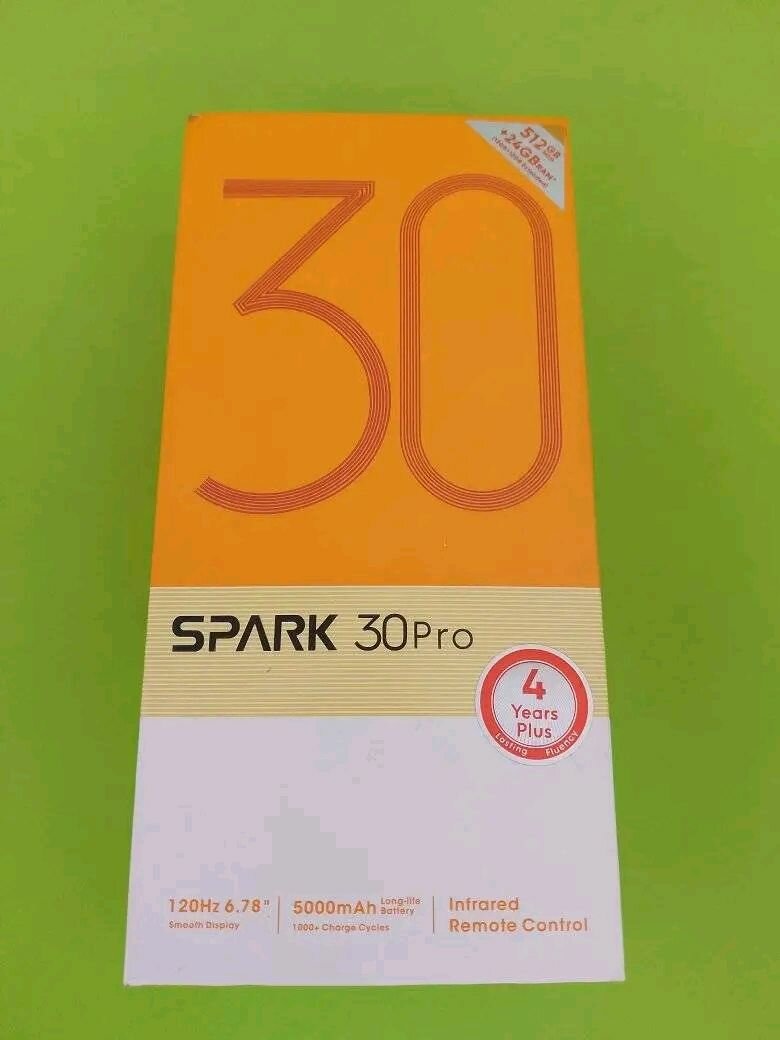 512GB
+24GB RAM*
30
SPARK 30Pro
4
Years
Plus
Lasting Fluency
120Hz 6.78"
Smooth Display
5000mAh Long-life Battery
1000+ Charge Cycles
Infrared
Remote Control